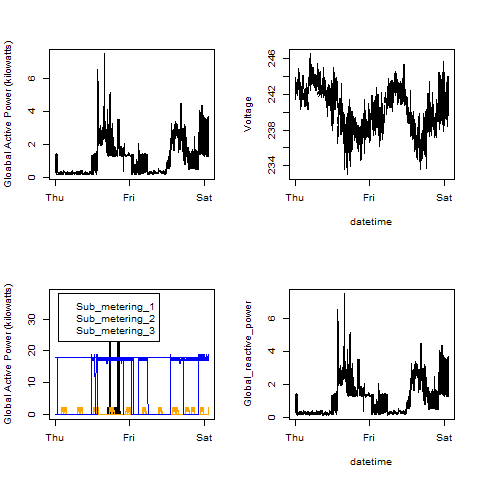 Gloabal Active Power (kilowatts)
0 2 4 6
Thu Fri Sat
Voltage
234 238 242 246
Thu Fri Sat
datetime
Global Active Power (kilowatts)
0 10 20 30
Sub_metering_1
Sub_metering_2
Sub_metering_3
Thu Fri Sat
Global_reactive_power
0 2 4 6
Thu Fri Sat
datetime